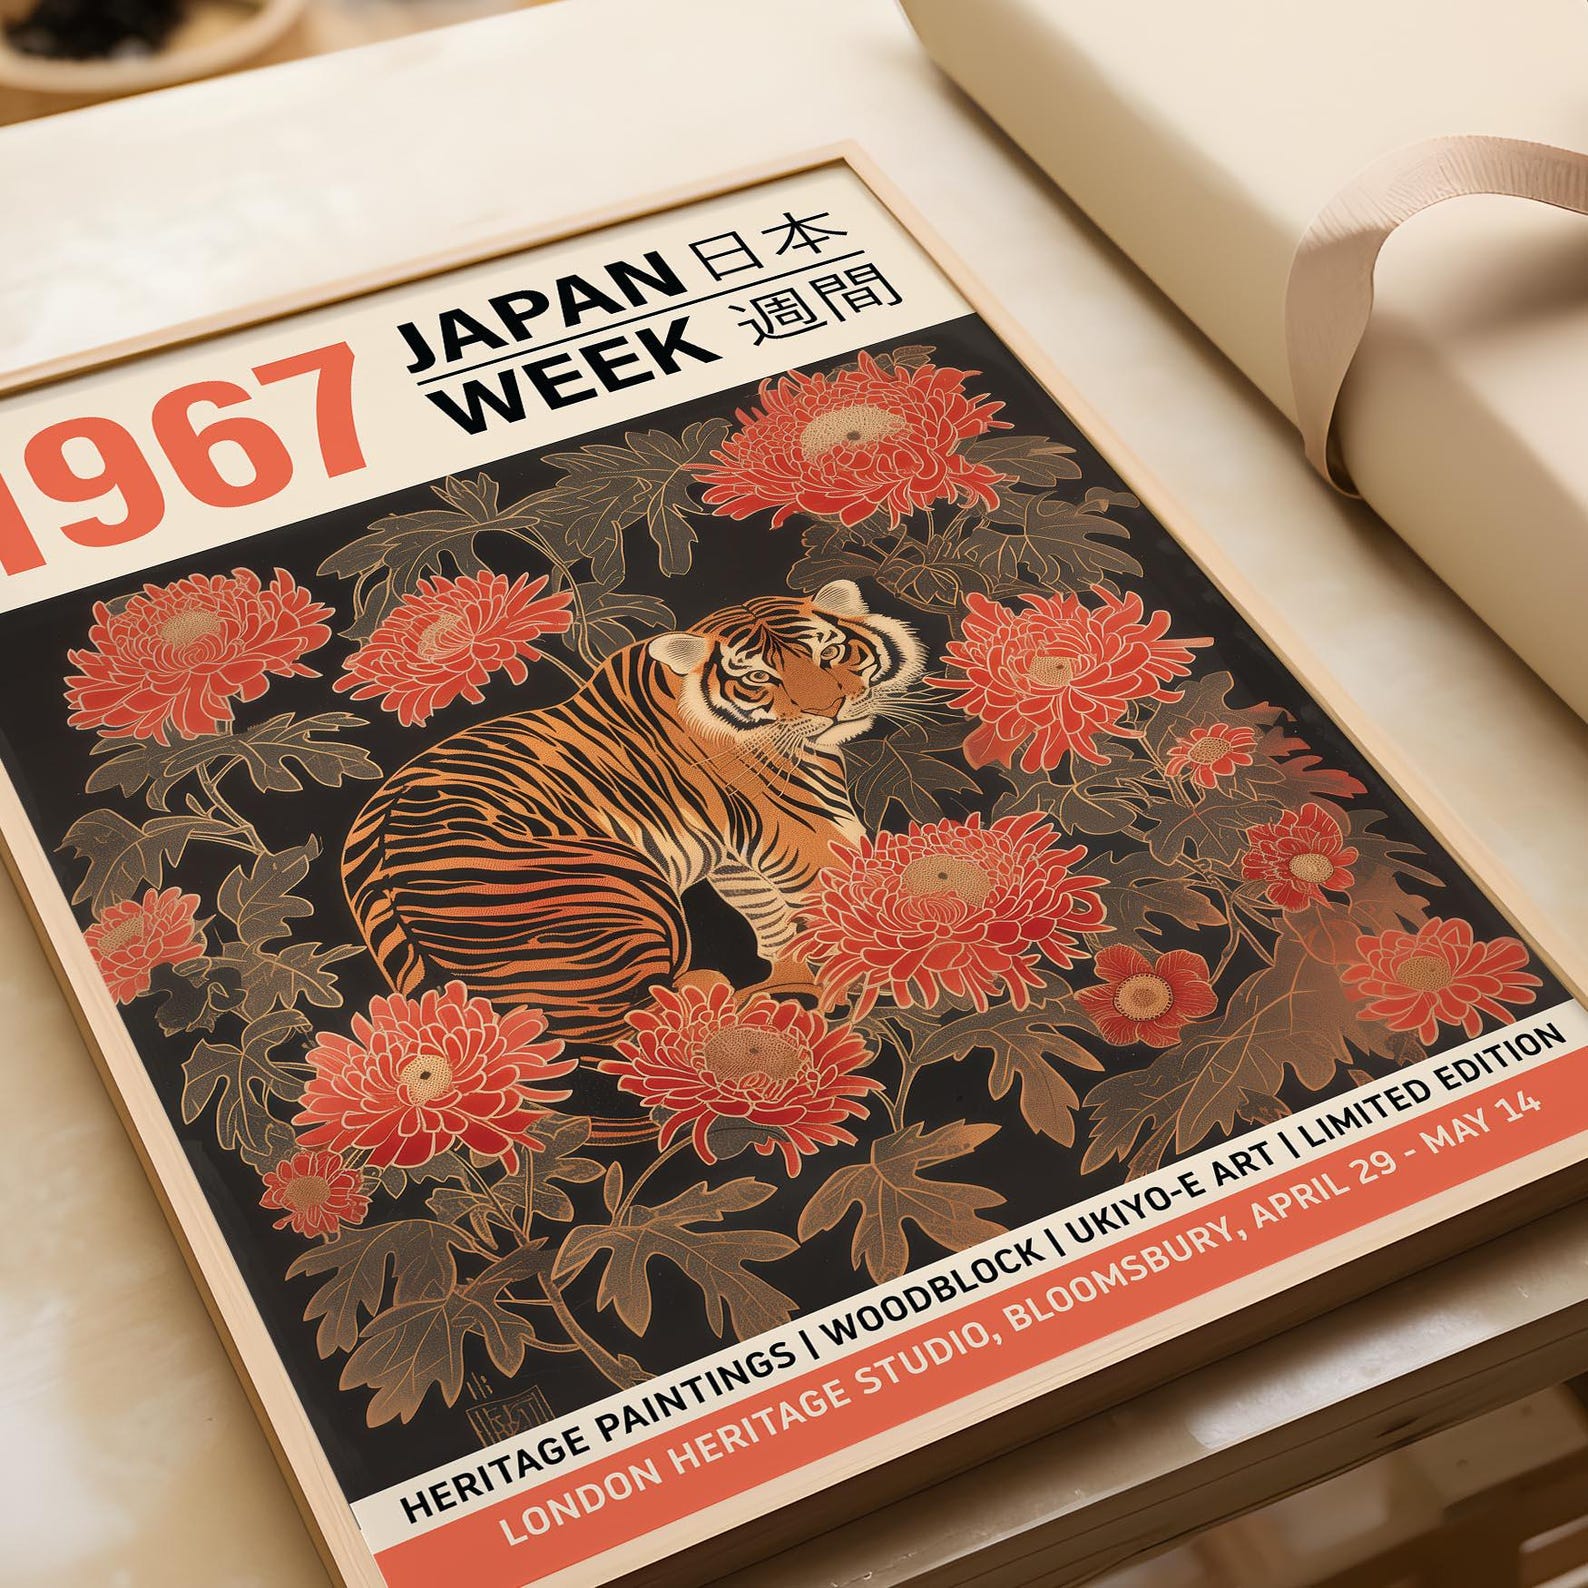 1967
JAPAN 日本
WEEK 週間
HERITAGE PAINTINGS | WOODBLOCK | UKIYO-E ART | LIMITED EDITION
LONDON HERITAGE STUDIO, BLOOMSBURY, APRIL 29 - MAY 14